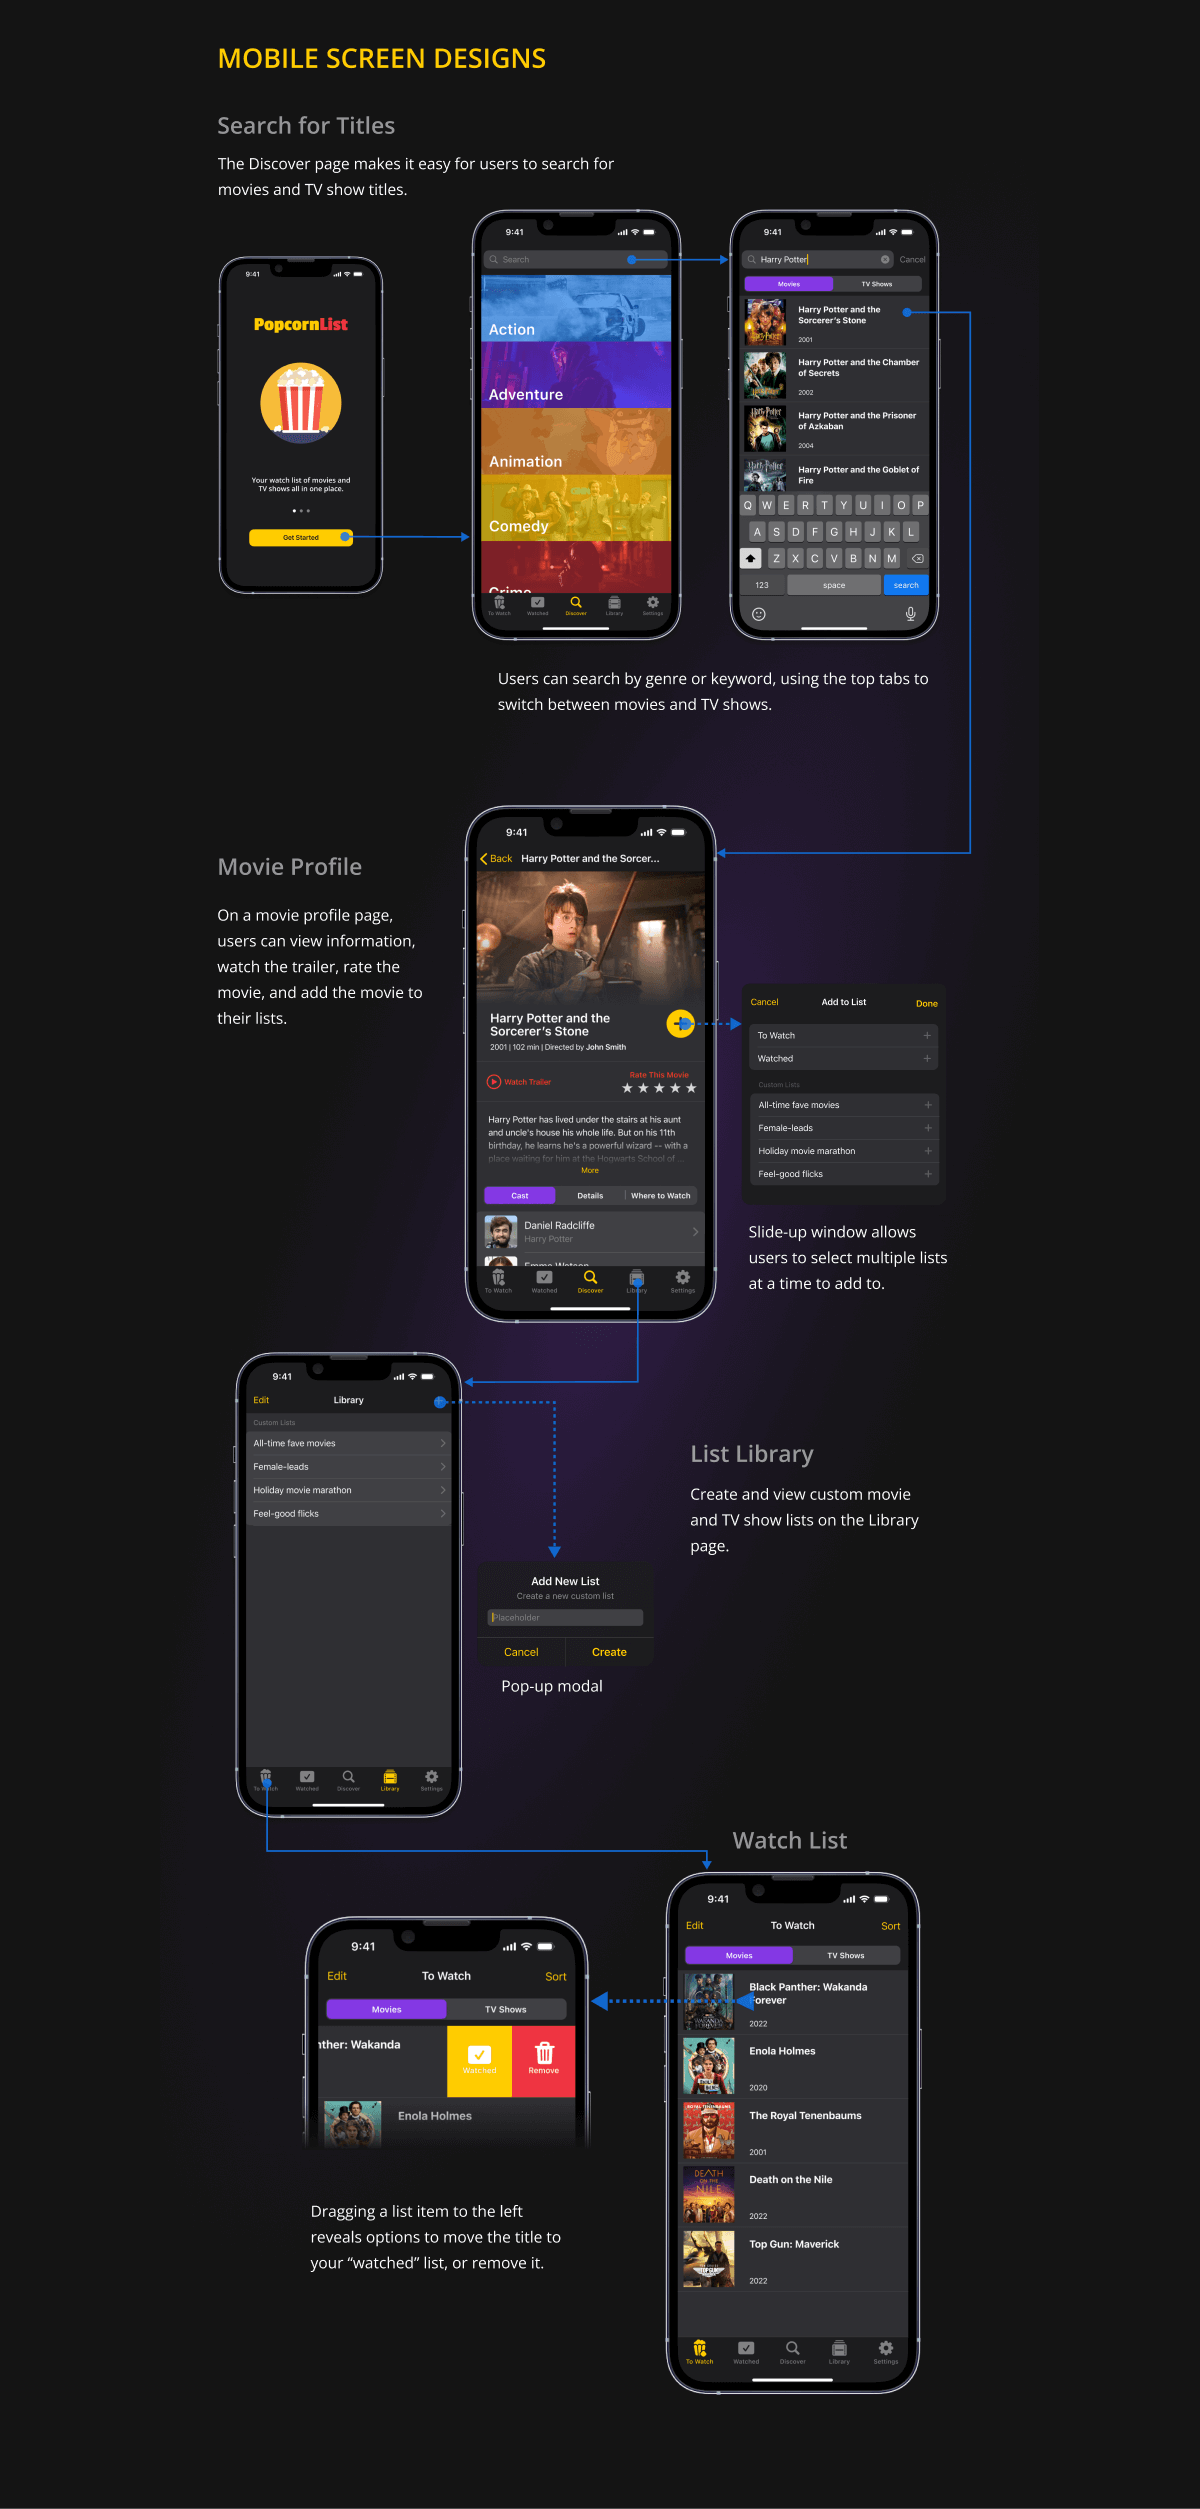 MOBILE SCREEN DESIGNS
Search for Titles
The Discover page makes it easy for users to search for
movies and TV show titles.
9:41
PopcornList
Your watch list of movies and
TV shows all in one place.
Get Started
9:41
Search
Action
Adventure
Animation
Comedy
Crime
To Watch
Watched
Discover
Library
Settings
9:41
Harry Potter
Cancel
Movies
TV Shows
Harry Potter and the
Sorcerer's Stone
2001
Harry Potter and the Chamber
of Secrets
2002
Harry Potter and the Prisoner
of Azkaban
2004
Harry Potter and the Goblet of
Fire
Q W E R T Y U I O P
A S D F G H J K L
Z X C V B N M
123
space
search
Users can search by genre or keyword, using the top tabs to
switch between movies and TV shows.
Movie Profile
On a movie profile page,
users can view information,
watch the trailer, rate the
movie, and add the movie to
their lists.
9:41
Back
Harry Potter and the Sorcer...
Harry Potter and the
Sorcerer's Stone
2001 | 102 min | Directed by John Smith
Watch Trailer
Rate This Movie
Harry Potter has lived under the stairs at his aunt
and uncle's house his whole life. But on his 11th
birthday, he learns he's a powerful wizard -- with a
place waiting for him at the Hogwarts School of ...
More
Cast
Details
Where to Watch
Daniel Radcliffe
Harry Potter
Emma Watson
To Watch
Watched
Discover
Library
Settings
Cancel
Add to List
Done
To Watch
Watched
Custom Lists
All-time fave movies
Female-leads
Holiday movie marathon
Feel-good flicks
Slide-up window allows
users to select multiple lists
at a time to add to.
9:41
Edit
Library
Custom Lists
All-time fave movies
Female-leads
Holiday movie marathon
Feel-good flicks
To Watch
Watched
Discover
Library
Settings
List Library
Create and view custom movie
and TV show lists on the Library
page.
Add New List
Create a new custom list
Placeholder
Cancel
Create
Pop-up modal
Watch List
9:41
Edit
To Watch
Sort
Movies
TV Shows
Black Panther: Wakanda
Forever
2022
Enola Holmes
2020
The Royal Tenenbaums
2001
DEATH
ON THE
NILE
Death on the Nile
2022
TOP GUN
Top Gun: Maverick
2022
To Watch
Watched
Discover
Library
Settings
9:41
Edit
To Watch
Sort
Movies
TV Shows
nther: Wakanda
Watched
Remove
Enola Holmes
Dragging a list item to the left
reveals options to move the title to
your “watched” list, or remove it.